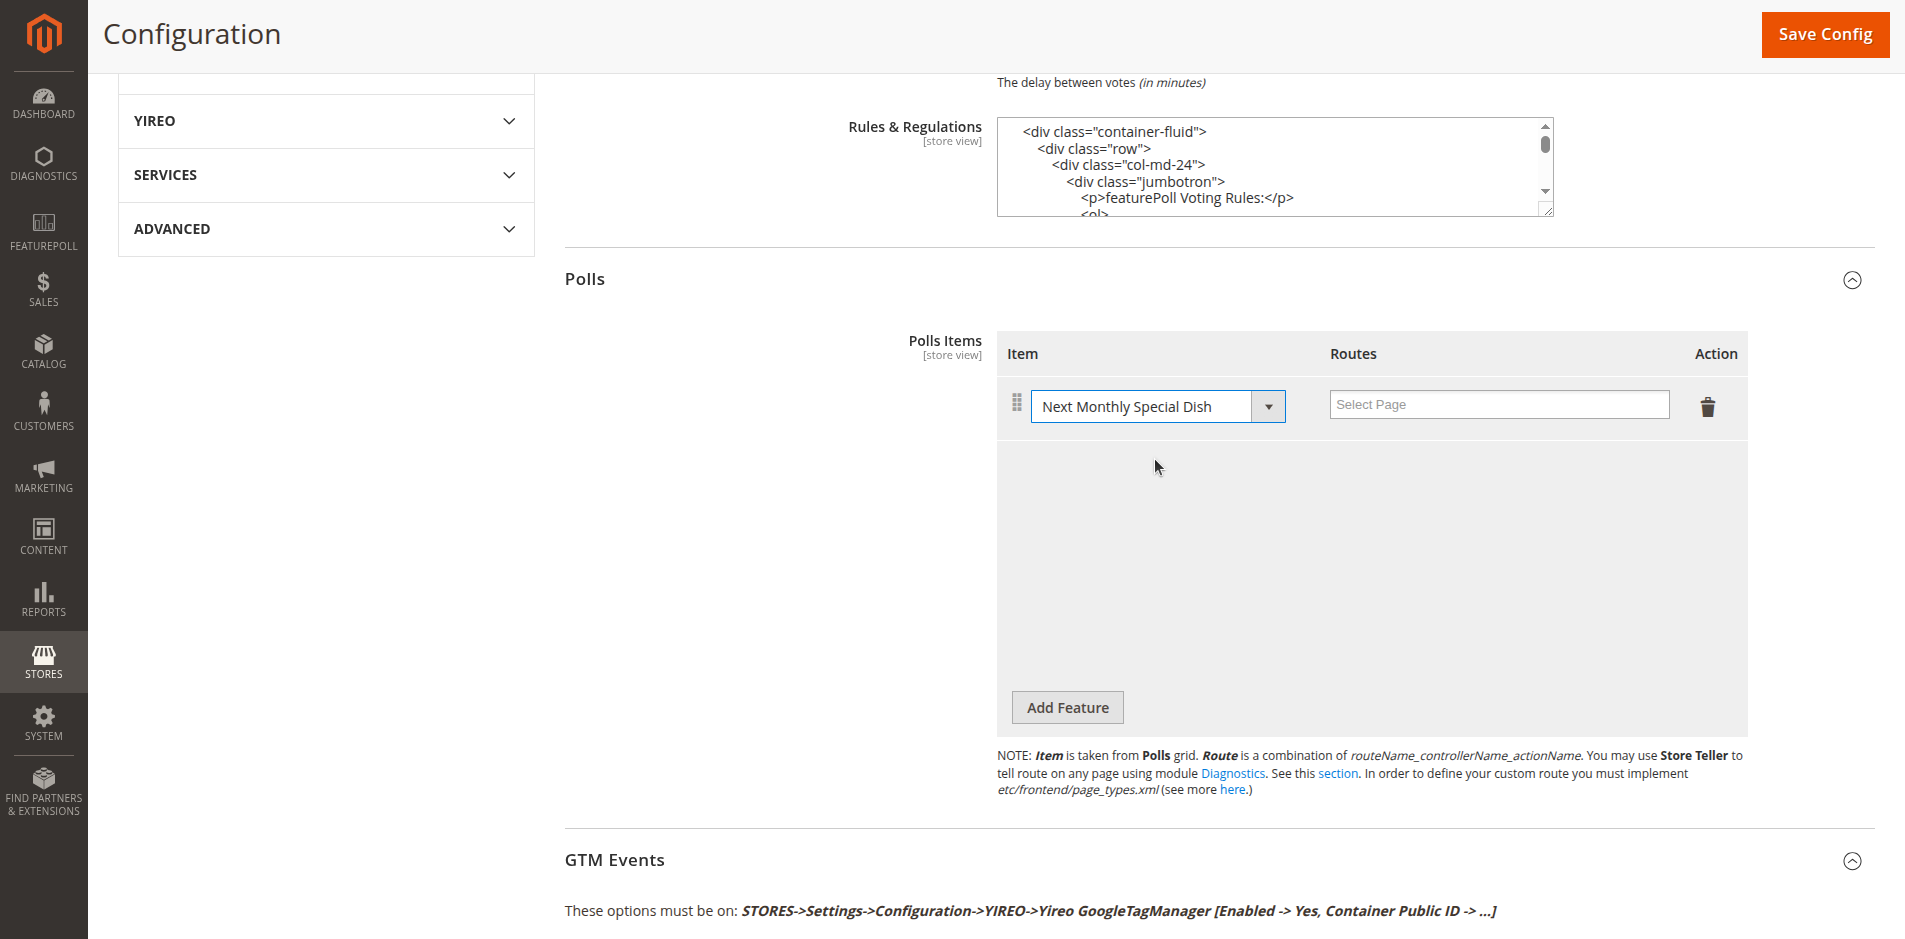 Configuration
Save Config
DASHBOARD
DIAGNOSTICS
FEATUREPOLL
SALES
CATALOG
CUSTOMERS
MARKETING
CONTENT
REPORTS
STORES
SYSTEM
FIND PARTNERS
& EXTENSIONS
YIREO
SERVICES
ADVANCED
The delay between votes (in minutes)
Rules & Regulations
[store view]
<div class="container-fluid">
<div class="row">
<div class="col-md-24">
<div class="jumbotron">
<p>featurePoll Voting Rules:</p>
<ol>
Polls
Polls Items
[store view]
Item Routes Action
Next Monthly Special Dish Select Page
Add Feature
NOTE: Item is taken from Polls grid. Route is a combination of routeName_controllerName_actionName. You may use Store Teller to
tell route on any page using module Diagnostics. See this section. In order to define your custom route you must implement
etc/frontend/page_types.xml (see more here.)
GTM Events
These options must be on: STORES->Settings->Configuration->YIREO->Yireo GoogleTagManager [Enabled -> Yes, Container Public ID -> ...]